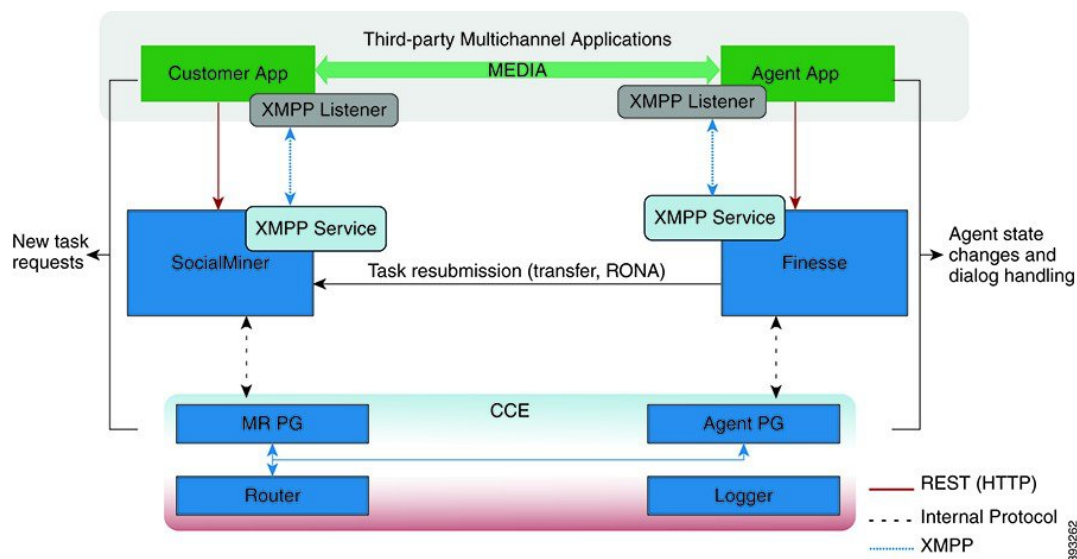 Third-party Multichannel Applications
Customer App
MEDIA
Agent App
XMPP Listener
XMPP Listener
XMPP Service
XMPP Service
New task
requests
SocialMiner
Finesse
Agent state
changes and
dialog handling
Task resubmission (transfer, RONA)
CCE
MR PG
Agent PG
Router
Logger
REST (HTTP)
Internal Protocol
XMPP
393262